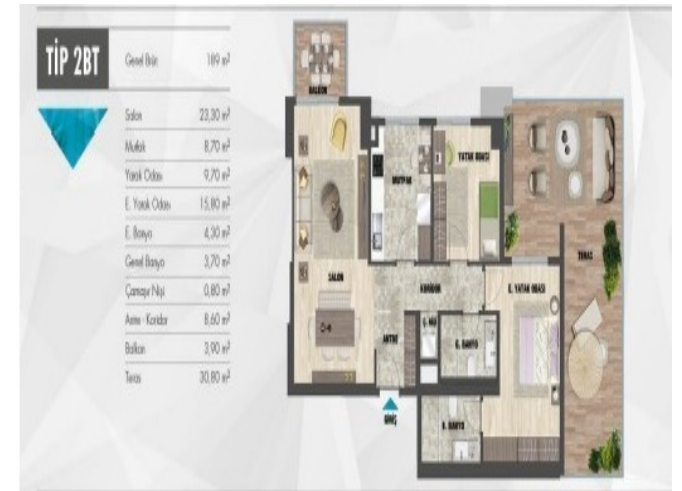 TİP 2BT
Genel Brüt 189 m²
Salon 23,30 m²
Mutfak 8,70 m²
Yatak Odası 9,70 m²
E. Yatak Odası 15,80 m²
E. Banyo 4,30 m²
Genel Banyo 3,70 m²
Çamaşır Nişi 0,80 m²
Antre - Koridor 8,60 m²
Balkon 3,90 m²
Teras 30,80 m²
BALKON
MUTFAK
YATAK ODASI
TERAS
SALON
KORİDOR
E. YATAK ODASI
ANTRE
Ç. NİŞ
G. BANYO
E. BANYO
GİRİŞ